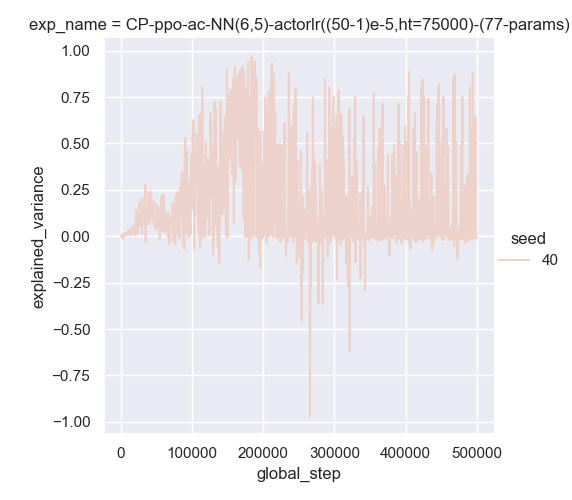 exp_name = CP-ppo-ac-NN(6,5)-actorlr((50-1)e-5,ht=75000)-(77-params)
1.00
0.75
0.50
0.25
0.00
−0.25
−0.50
−0.75
−1.00
explained_variance
0 100000 200000 300000 400000 500000
global_step
seed
40